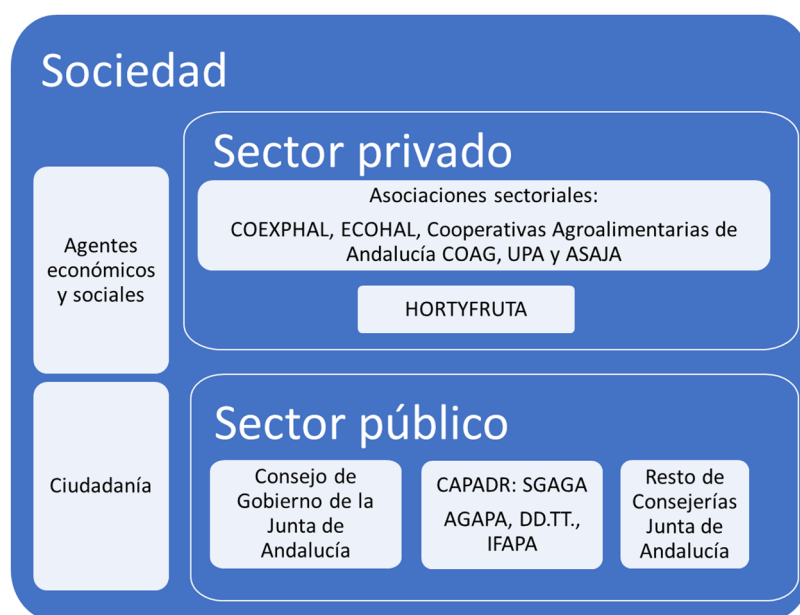 Sociedad
Agentes
económicos
y sociales
Ciudadanía
Sector privado
Asociaciones sectoriales:
COEXPHAL, ECOHAL, Cooperativas Agroalimentarias de
Andalucía COAG, UPA y ASAJA
HORTYFRUTA
Sector público
Consejo de
Gobierno de la
Junta de
Andalucía
CAPADR: SGAGA
AGAPA, DD.TT.,
IFAPA
Resto de
Consejerías
Junta de
Andalucía